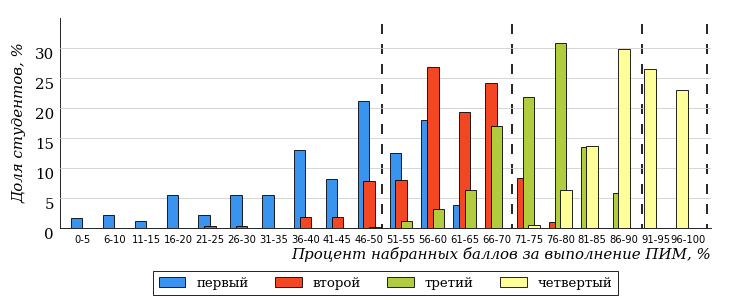 Доля студентов, %
30
25
20
15
10
5
0
0-5 6-10 11-15 16-20 21-25 26-30 31-35 36-40 41-45 46-50 51-55 56-60 61-65 66-70 71-75 76-80 81-85 86-90 91-95 96-100
Процент набранных баллов за выполнение ПИМ, %
первый второй третий четвертый